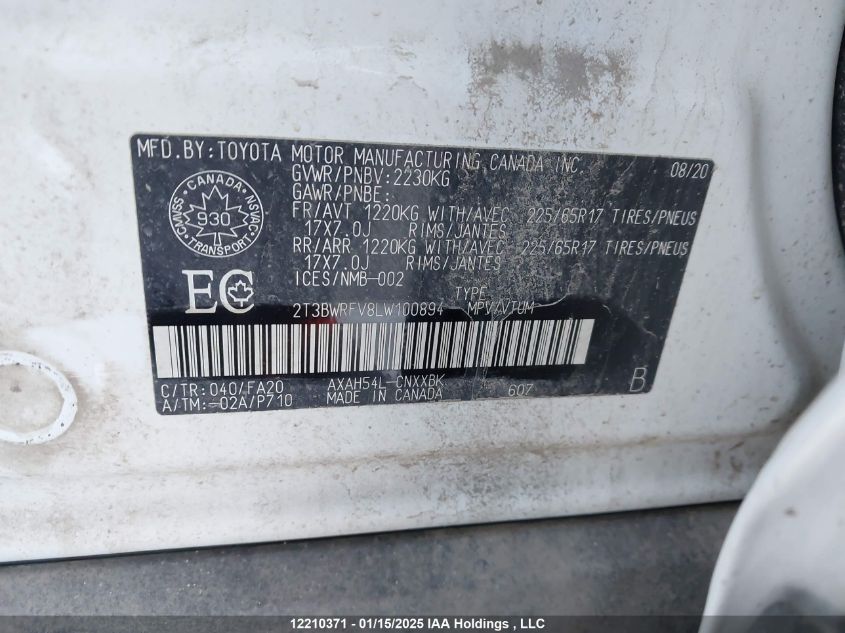 MFD.BY:TOYOTA MOTOR MANUFACTURING CANADA INC. 08/20
GVWR/PNBV:2230KG
GAWR/PNBE:
FR/AVT 1220KG WITH/AVEC 225/65R17 TIRES/PNEUS
17X7.0J RIMS/JANTES
RR/ARR 1220KG WITH/AVEC 225/65R17 TIRES/PNEUS
17X7.0J RIMS/JANTES
ICES/NMB-002
CANADA
CMVSS 930 NSVAC
TRANSPORT
EC
TYPE
2T3BWRFV8LW100894 MPV/VTUM
C/TR:040/FA20 AXAH54L-CNXXBK B
A/TM:-02A/P710 MADE IN CANADA 607
12210371 - 01/15/2025 IAA Holdings , LLC